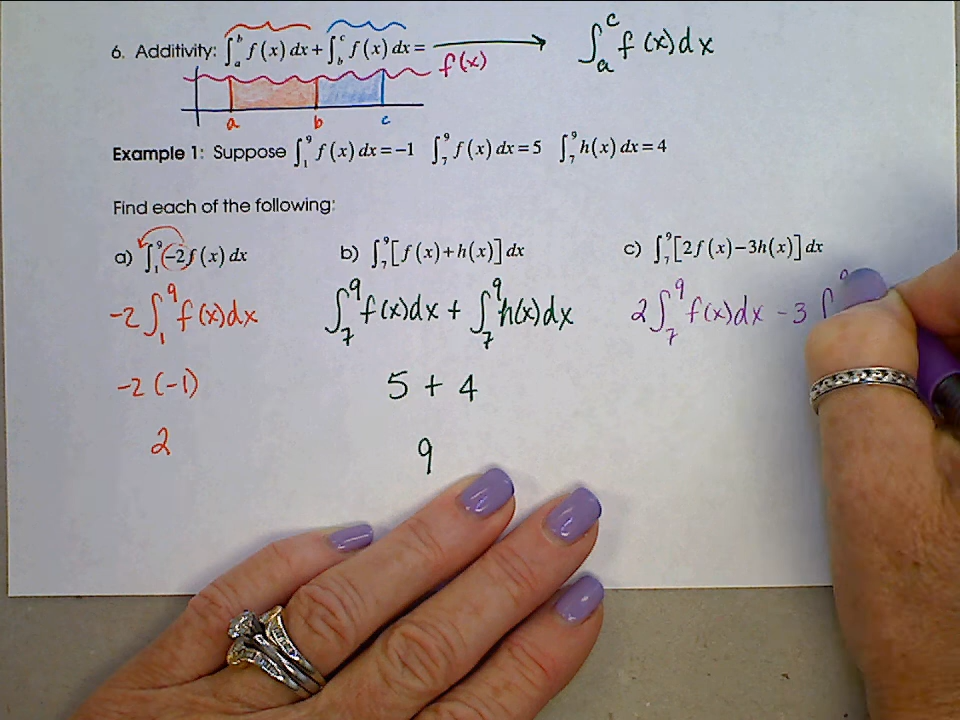 6. Additivity: ∫_a^b f(x) dx + ∫_b^c f(x) dx = ⟶ ∫_a^c f(x)dx
f(x)
a b c
Example 1: Suppose ∫_1^9 f(x) dx = -1 ∫_7^9 f(x) dx = 5 ∫_7^9 h(x) dx = 4
Find each of the following:
a) ∫_1^9 -2f(x) dx b) ∫_7^9 [f(x)+h(x)] dx c) ∫_7^9 [2f(x)-3h(x)] dx
-2∫_1^9 f(x)dx ∫_7^9 f(x)dx + ∫_7^9 h(x)dx 2∫_7^9 f(x)dx - 3∫^9
-2(-1) 5 + 4
2 9